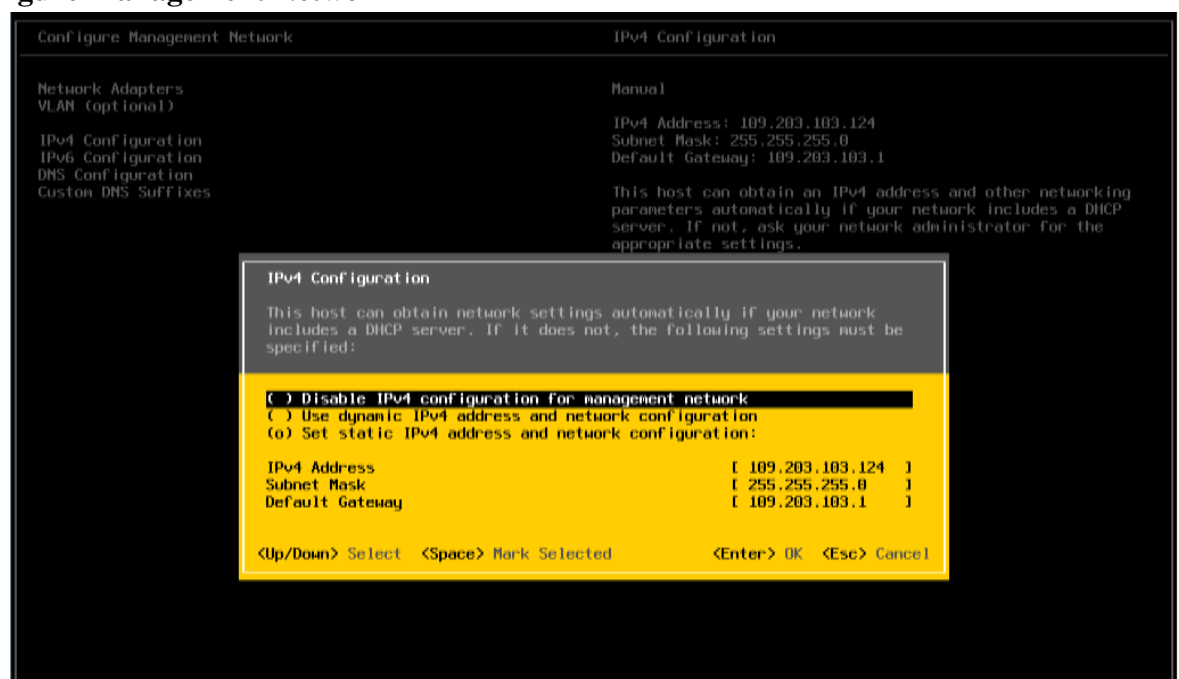 Configure Management Network
IPv4 Configuration
Network Adapters
VLAN (optional)
IPv4 Configuration
IPv6 Configuration
DNS Configuration
Custom DNS Suffixes
Manual
IPv4 Address: 109.203.103.124
Subnet Mask: 255.255.255.0
Default Gateway: 109.203.103.1
This host can obtain an IPv4 address and other networking
parameters automatically if your network includes a DHCP
server. If not, ask your network administrator for the
appropriate settings.
IPv4 Configuration
This host can obtain network settings automatically if your network
includes a DHCP server. If it does not, the following settings must be
specified:
( ) Disable IPv4 configuration for management network
( ) Use dynamic IPv4 address and network configuration
(o) Set static IPv4 address and network configuration:
IPv4 Address [ 109.203.103.124 ]
Subnet Mask [ 255.255.255.0 ]
Default Gateway [ 109.203.103.1 ]
<Up/Down> Select <Space> Mark Selected <Enter> OK <Esc> Cancel